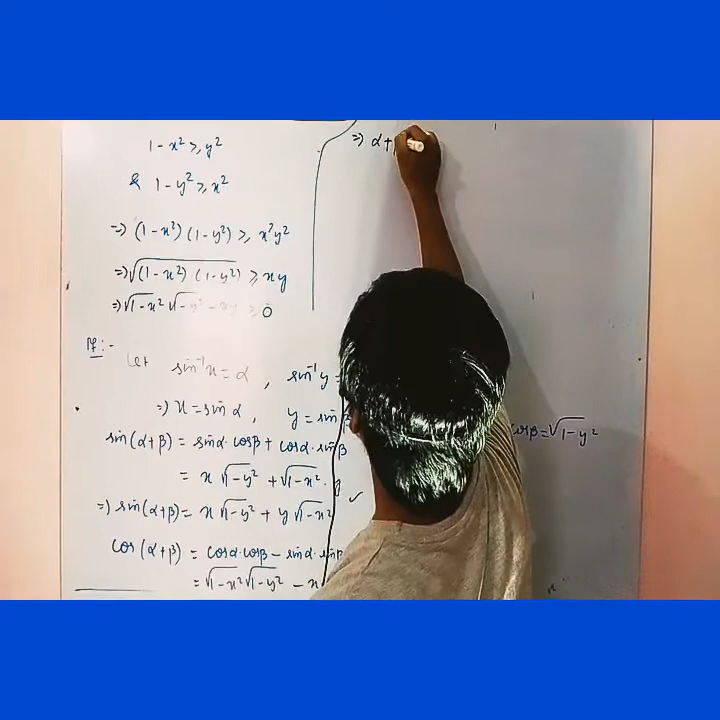 1 - x² ≥ y²
& 1 - y² ≥ x²
⇒ (1 - x²) (1 - y²) ≥ x²y²
⇒ √(1 - x²) (1 - y²) ≥ xy
⇒ √1-x² √1-y² - xy ≥ 0
Pf :-
Let sin⁻¹x = α , sin⁻¹y =
⇒ x = sin α , y = sin β
sin(α+β) = sinα·cosβ + cosα·sinβ
= x √1-y² + √1-x² · y
⇒ sin(α+β) = x √1-y² + y √1-x²
cos(α+β) = cosα·cosβ - sinα·sinβ
= √1-x² √1-y² - x
⇒ α+
cosβ = √1-y²